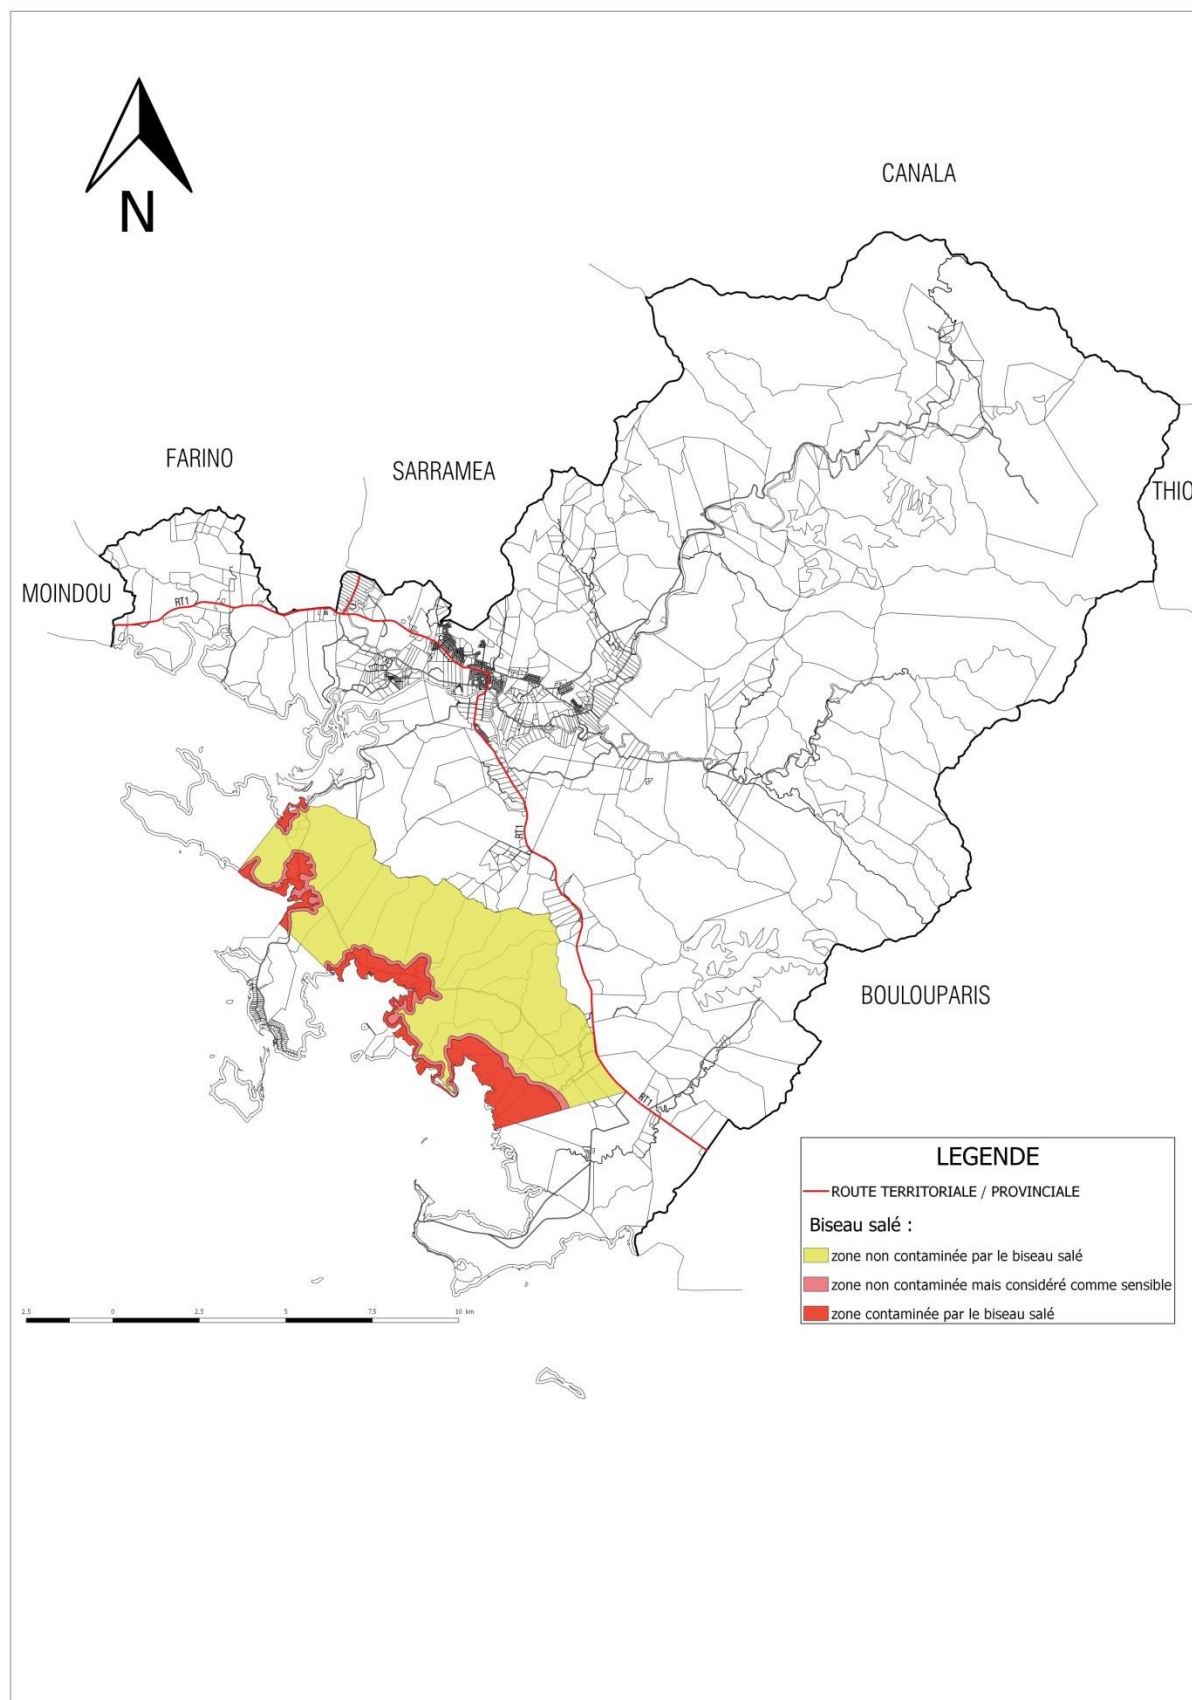 N
CANALA
FARINO
SARRAMEA
THIO
MOINDOU
RT1
RT1
BOULOUPARIS
RT1
LEGENDE
ROUTE TERRITORIALE / PROVINCIALE
Biseau salé :
zone non contaminée par le biseau salé
zone non contaminée mais considéré comme sensible
zone contaminée par le biseau salé
2.5 0 2.5 5 7.5 10 km